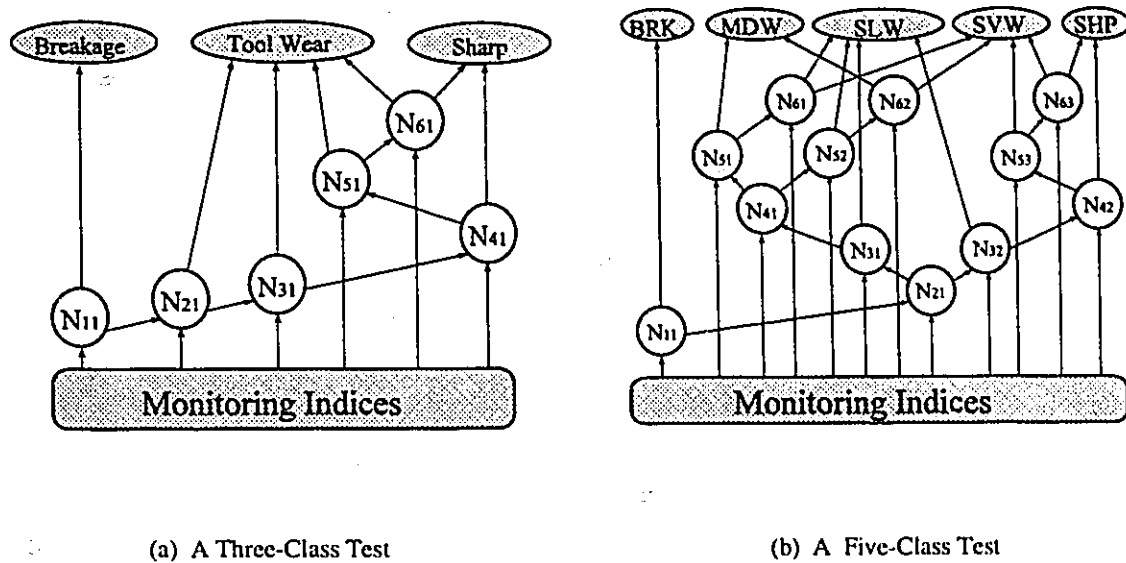 Breakage
Tool Wear
Sharp
N61
N51
N41
N31
N21
N11
Monitoring Indices
(a) A Three-Class Test
BRK
MDW
SLW
SVW
SHP
N61
N62
N63
N51
N52
N53
N41
N42
N31
N32
N21
N11
Monitoring Indices
(b) A Five-Class Test